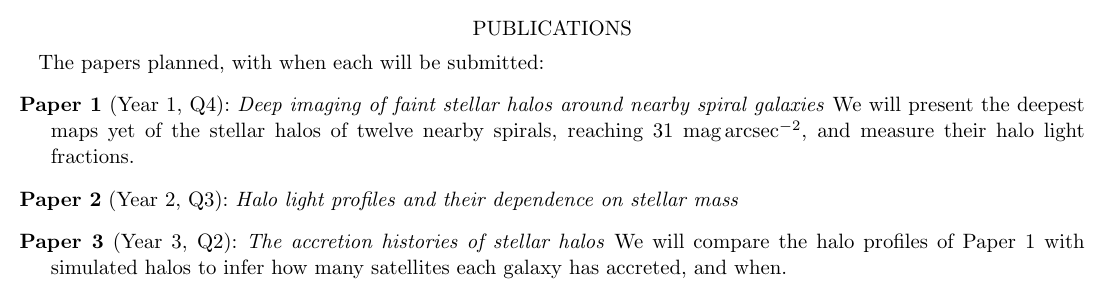 PUBLICATIONS
The papers planned, with when each will be submitted:
Paper 1 (Year 1, Q4): Deep imaging of faint stellar halos around nearby spiral galaxies We will present the deepest
maps yet of the stellar halos of twelve nearby spirals, reaching 31 mag arcsec⁻², and measure their halo light
fractions.
Paper 2 (Year 2, Q3): Halo light profiles and their dependence on stellar mass
Paper 3 (Year 3, Q2): The accretion histories of stellar halos We will compare the halo profiles of Paper 1 with
simulated halos to infer how many satellites each galaxy has accreted, and when.